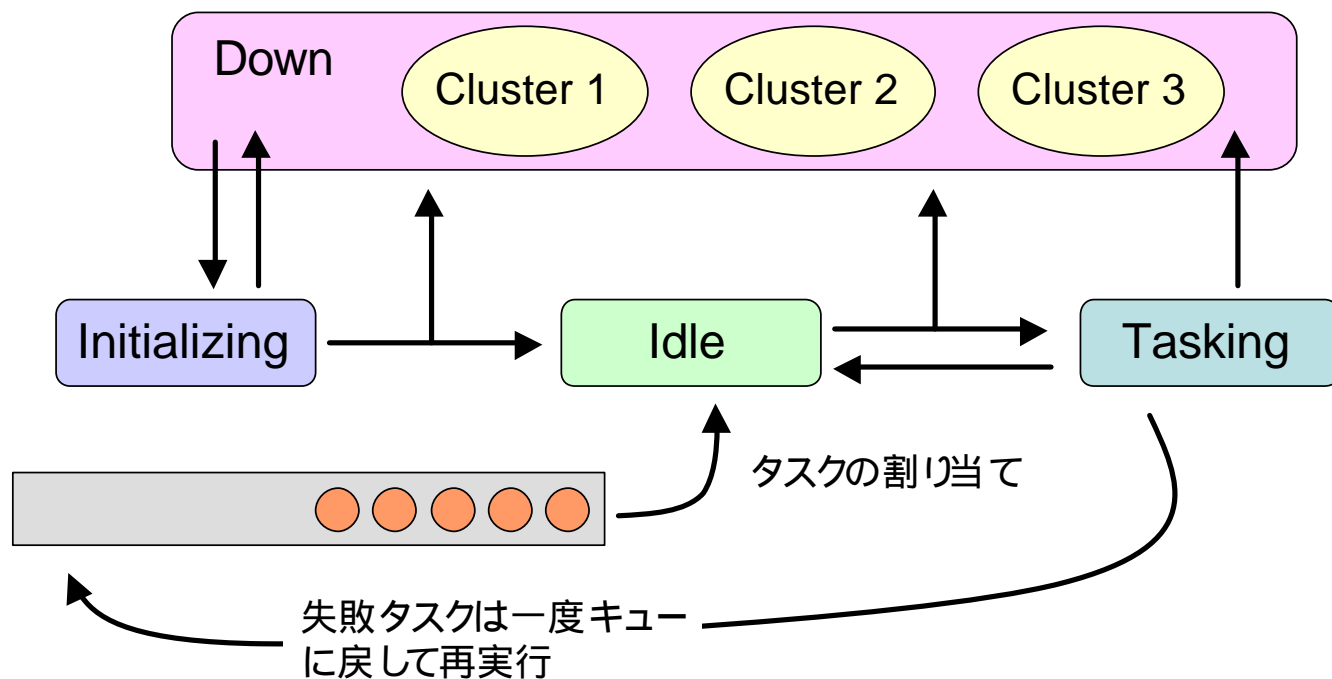 Down
Cluster 1
Cluster 2
Cluster 3
Initializing
Idle
Tasking
タスクの割り当て
失敗タスクは一度キュー
に戻して再実行